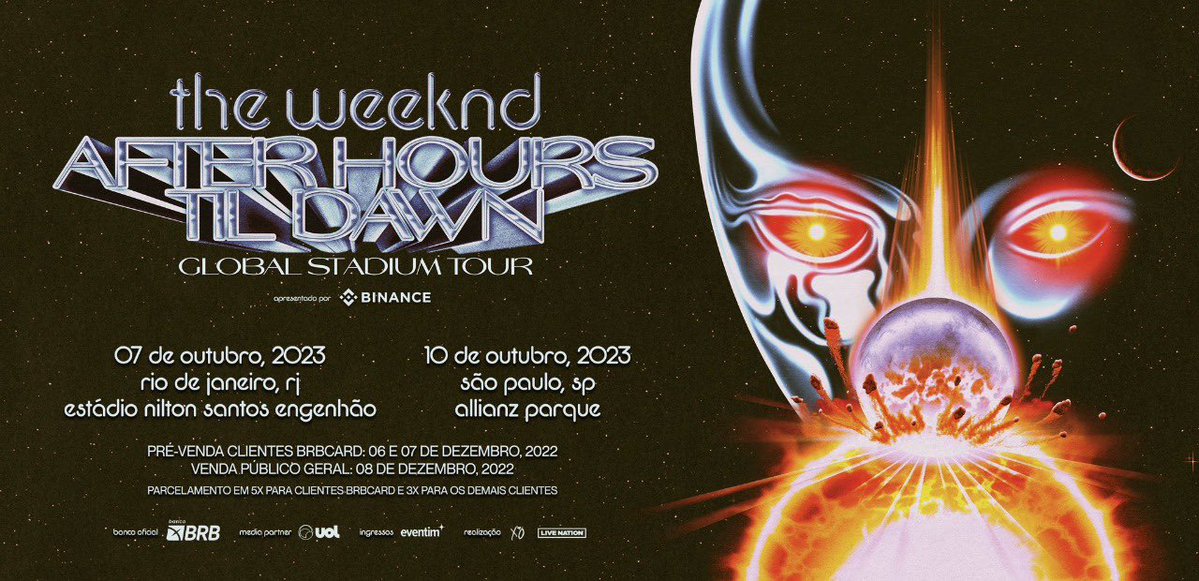 the weeknd
AFTER HOURS
TIL DAWN
GLOBAL STADIUM TOUR
apresentado por BINANCE
07 de outubro, 2023
rio de janeiro, rj
estádio nilton santos engenhão
10 de outubro, 2023
são paulo, sp
allianz parque
PRÉ-VENDA CLIENTES BRBCARD: 06 E 07 DE DEZEMBRO, 2022
VENDA PÚBLICO GERAL: 08 DE DEZEMBRO, 2022
PARCELAMENTO EM 5X PARA CLIENTES BRBCARD E 3X PARA OS DEMAIS CLIENTES
banco oficial banco BRB media partner UOL ingressos eventim realização XO LIVE NATION